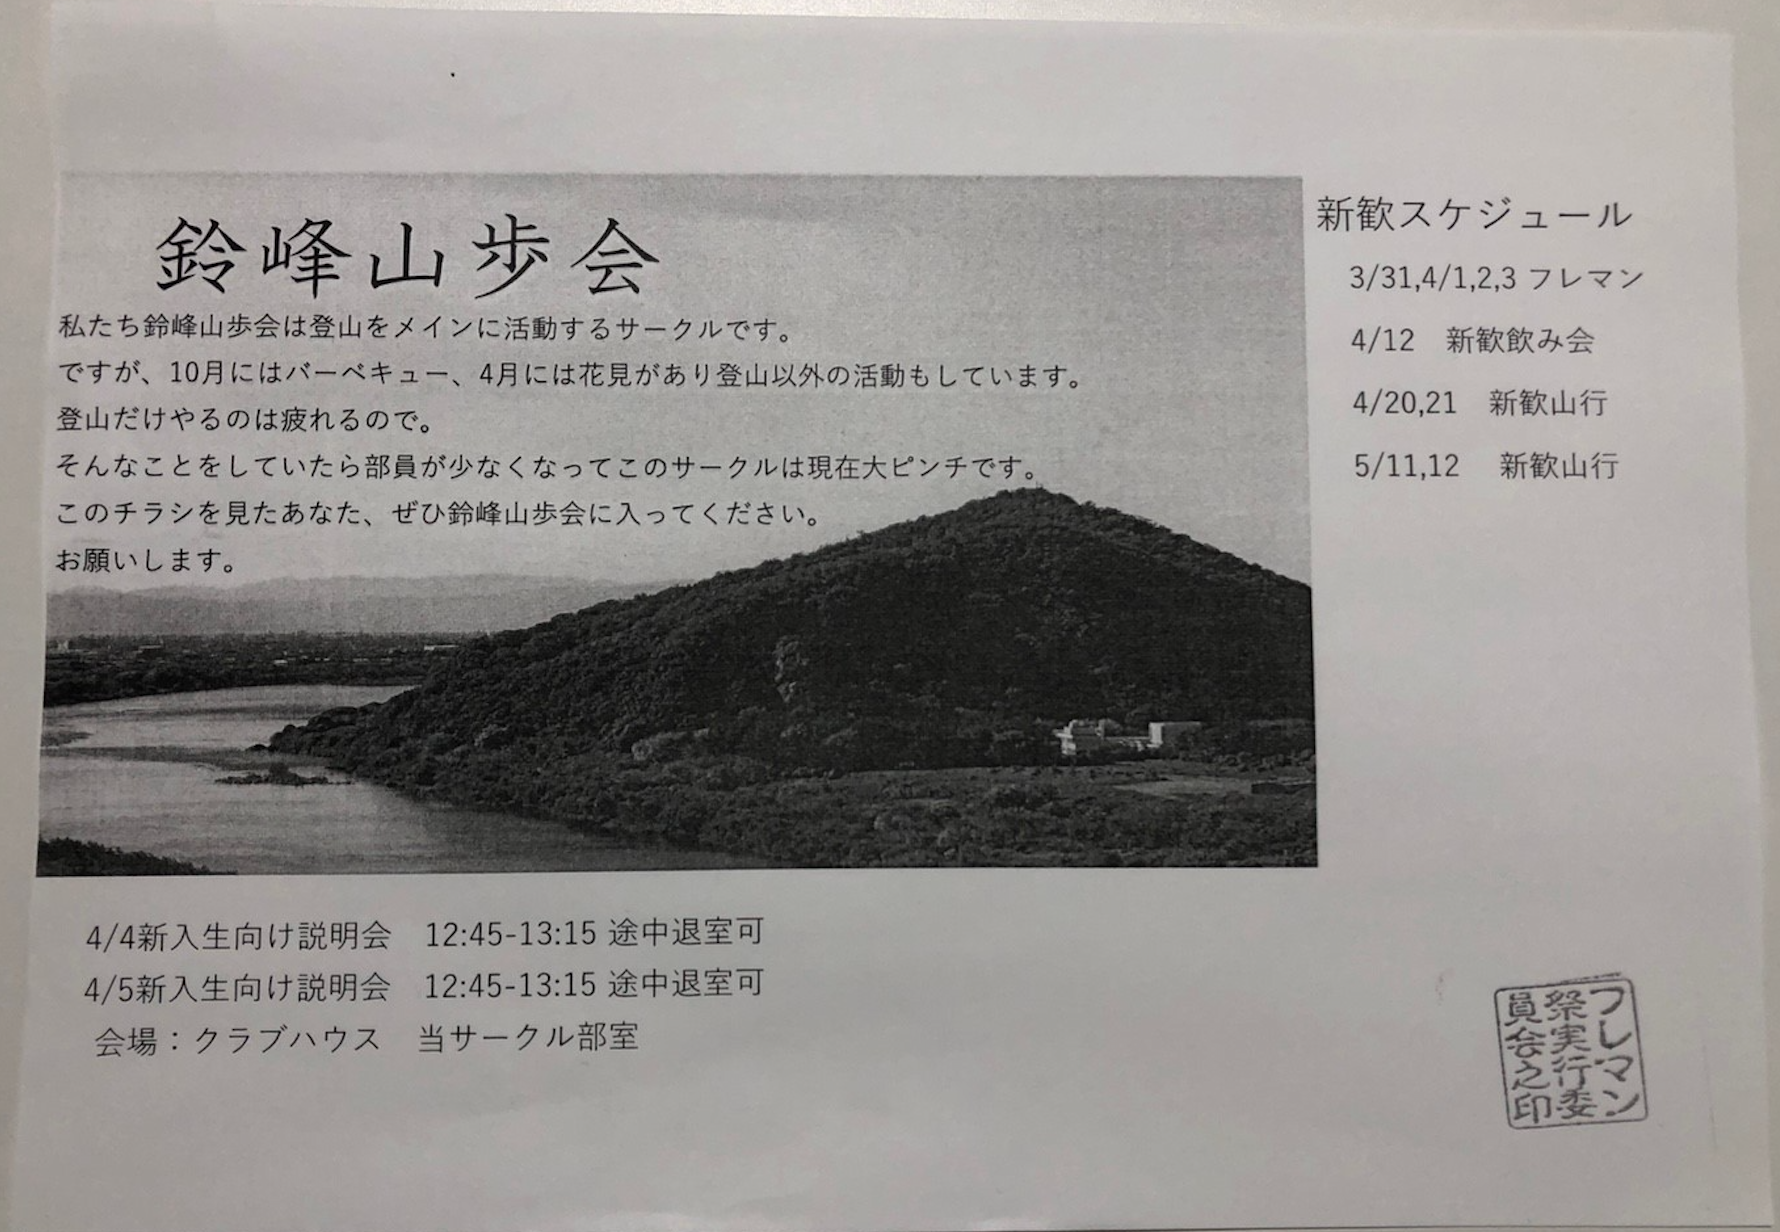 鈴峰山歩会
私たち鈴峰山歩会は登山をメインに活動するサークルです。
ですが、10月にはバーベキュー、4月には花見があり登山以外の活動もしています。
登山だけやるのは疲れるので。
そんなことをしていたら部員が少なくなってこのサークルは現在大ピンチです。
このチラシを見たあなた、ぜひ鈴峰山歩会に入ってください。
お願いします。
新歓スケジュール
3/31,4/1,2,3 フレマン
4/12　新歓飲み会
4/20,21　新歓山行
5/11,12　新歓山行
4/4新入生向け説明会　12:45-13:15 途中退室可
4/5新入生向け説明会　12:45-13:15 途中退室可
会場：クラブハウス　当サークル部室
フレマン
祭実行委
員会之印